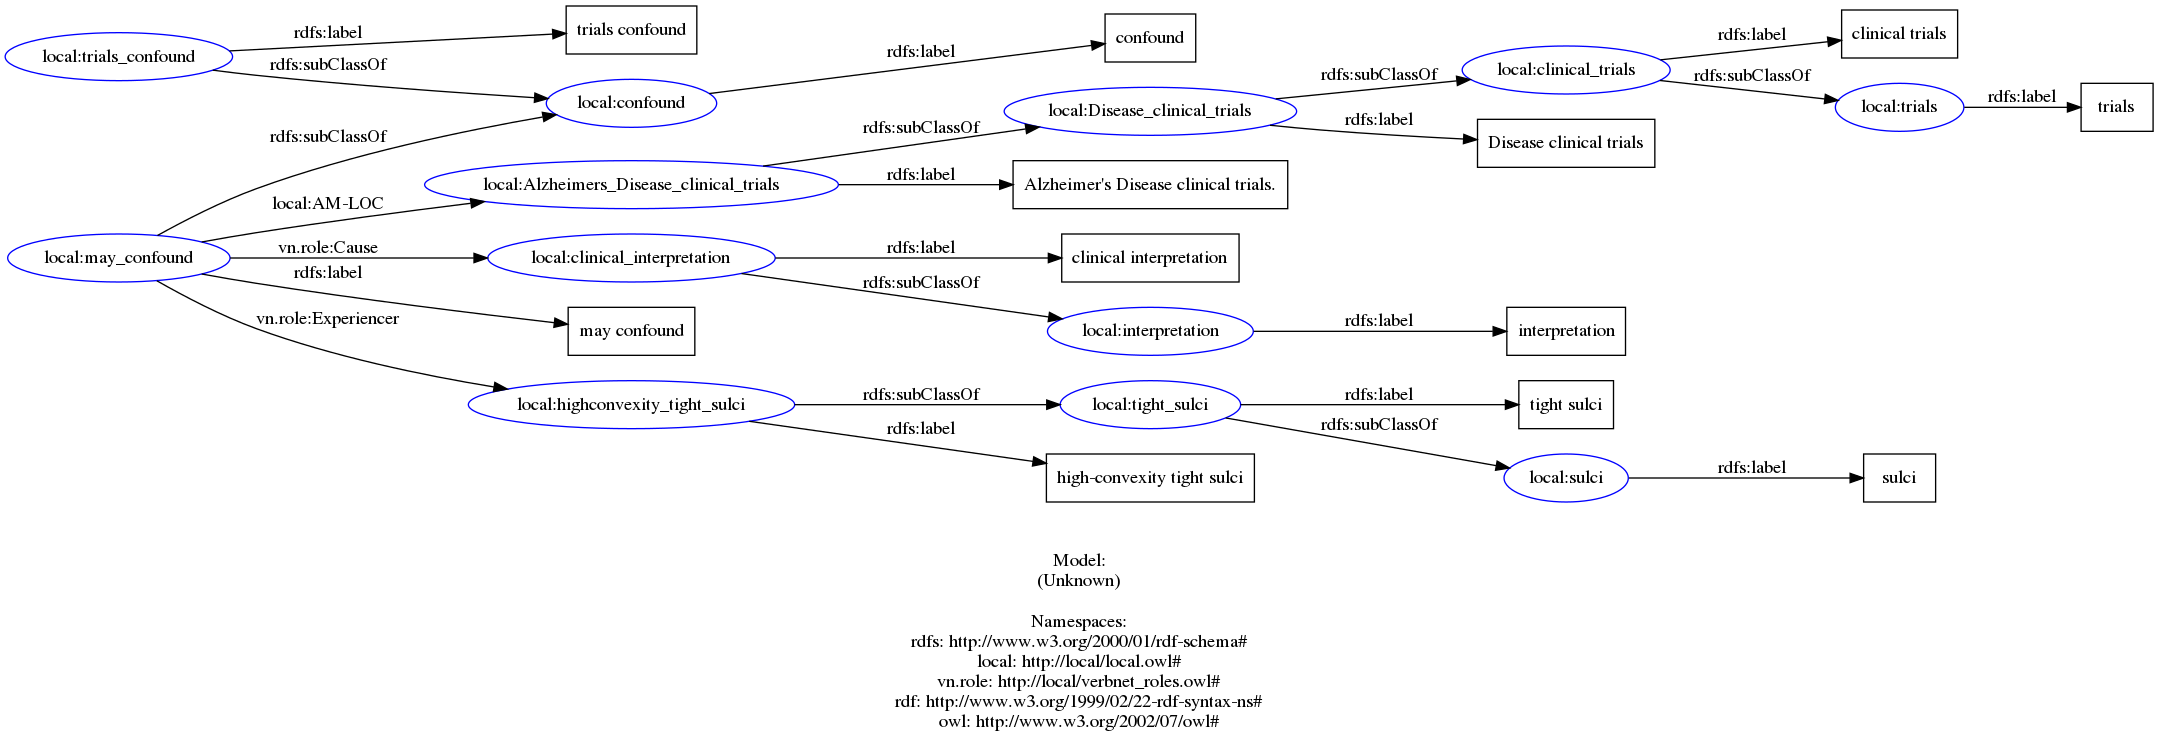 rdfs:label
trials confound
local:trials_confound
rdfs:subClassOf
local:confound
rdfs:label
confound
rdfs:subClassOf
local:AM-LOC
local:may_confound
vn.role:Cause
rdfs:label
may confound
vn.role:Experiencer
local:Alzheimers_Disease_clinical_trials
rdfs:subClassOf
local:Disease_clinical_trials
rdfs:subClassOf
local:clinical_trials
rdfs:label
clinical trials
rdfs:subClassOf
local:trials
rdfs:label
trials
rdfs:label
Disease clinical trials
rdfs:label
Alzheimer's Disease clinical trials.
local:clinical_interpretation
rdfs:label
clinical interpretation
rdfs:subClassOf
local:interpretation
rdfs:label
interpretation
local:highconvexity_tight_sulci
rdfs:subClassOf
local:tight_sulci
rdfs:label
tight sulci
rdfs:label
high-convexity tight sulci
rdfs:subClassOf
local:sulci
rdfs:label
sulci
Model:
(Unknown)
Namespaces:
rdfs: http://www.w3.org/2000/01/rdf-schema#
local: http://local/local.owl#
vn.role: http://local/verbnet_roles.owl#
rdf: http://www.w3.org/1999/02/22-rdf-syntax-ns#
owl: http://www.w3.org/2002/07/owl#